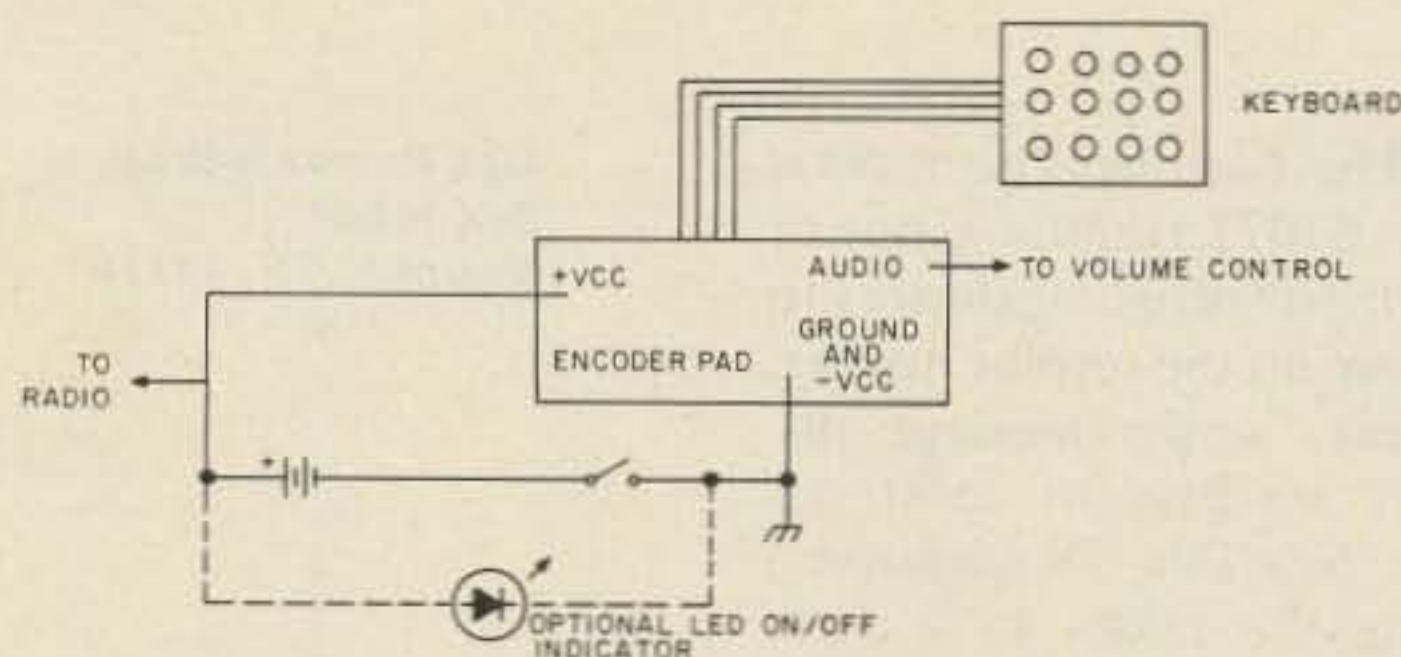 KEYBOARD
+VCC
AUDIO
TO VOLUME CONTROL
GROUND
AND
-VCC
ENCODER PAD
TO
RADIO
+
OPTIONAL LED ON/OFF
INDICATOR